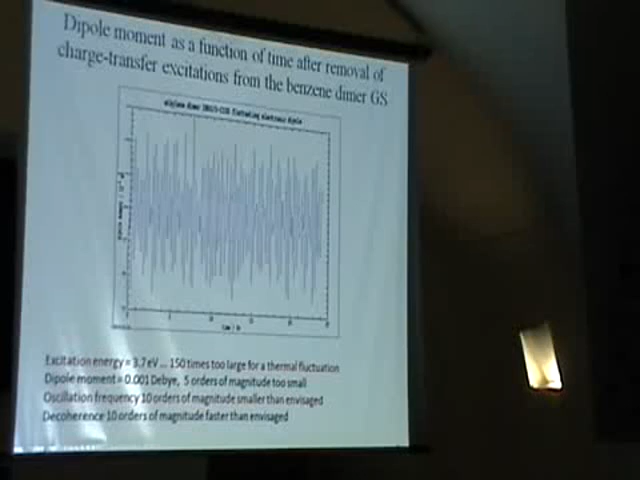 Dipole moment as a function of time after removal of
charge-transfer excitations from the benzene dimer GS
fluctuating electronic dipole
Excitation energy = 3.7 eV ... 150 times too large for a thermal fluctuation
Dipole moment = 0.001 Debye, 5 orders of magnitude too small
Oscillation frequency 10 orders of magnitude smaller than envisaged
Decoherence 10 orders of magnitude faster than envisaged